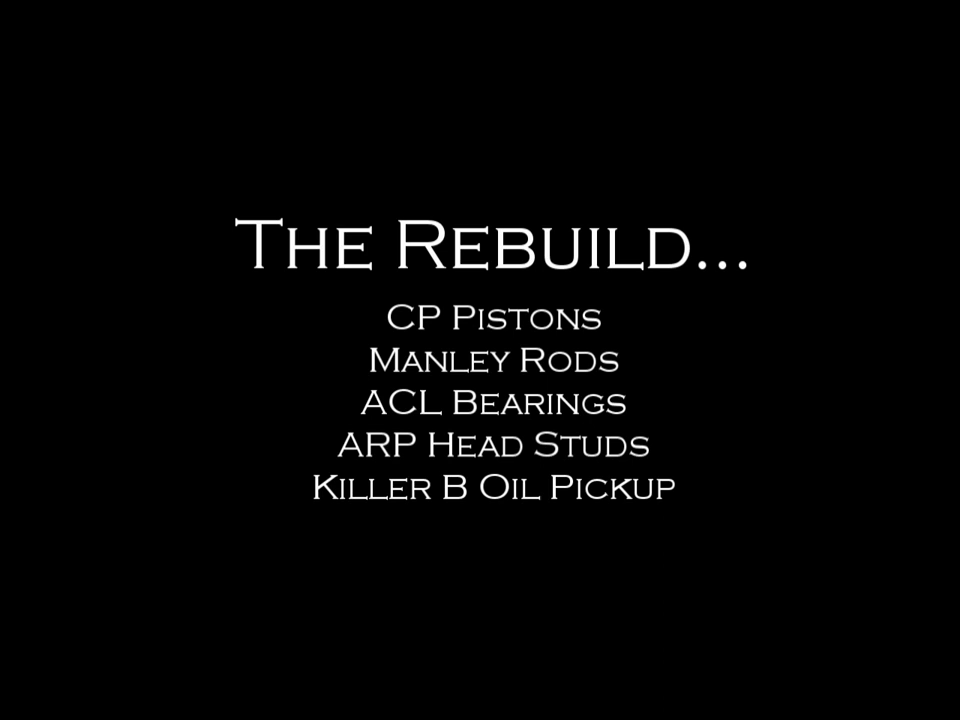 The Rebuild...
CP Pistons
Manley Rods
ACL Bearings
ARP Head Studs
Killer B Oil Pickup